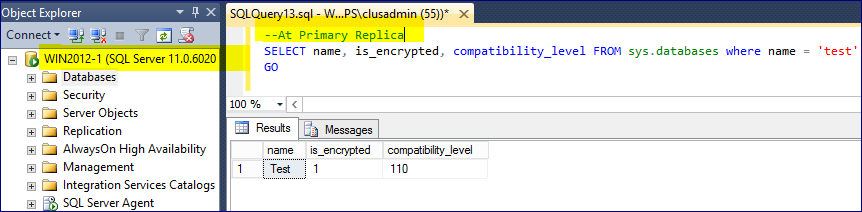 Object Explorer
Connect
WIN2012-1 (SQL Server 11.0.6020
Databases
Security
Server Objects
Replication
AlwaysOn High Availability
Management
Integration Services Catalogs
SQL Server Agent
SQLQuery13.sql - W...PS\clusadmin (55))*
--At Primary Replica
SELECT name, is_encrypted, compatibility_level FROM sys.databases where name = 'test'
GO
100 %
Results Messages
name is_encrypted compatibility_level
1 Test 1 110